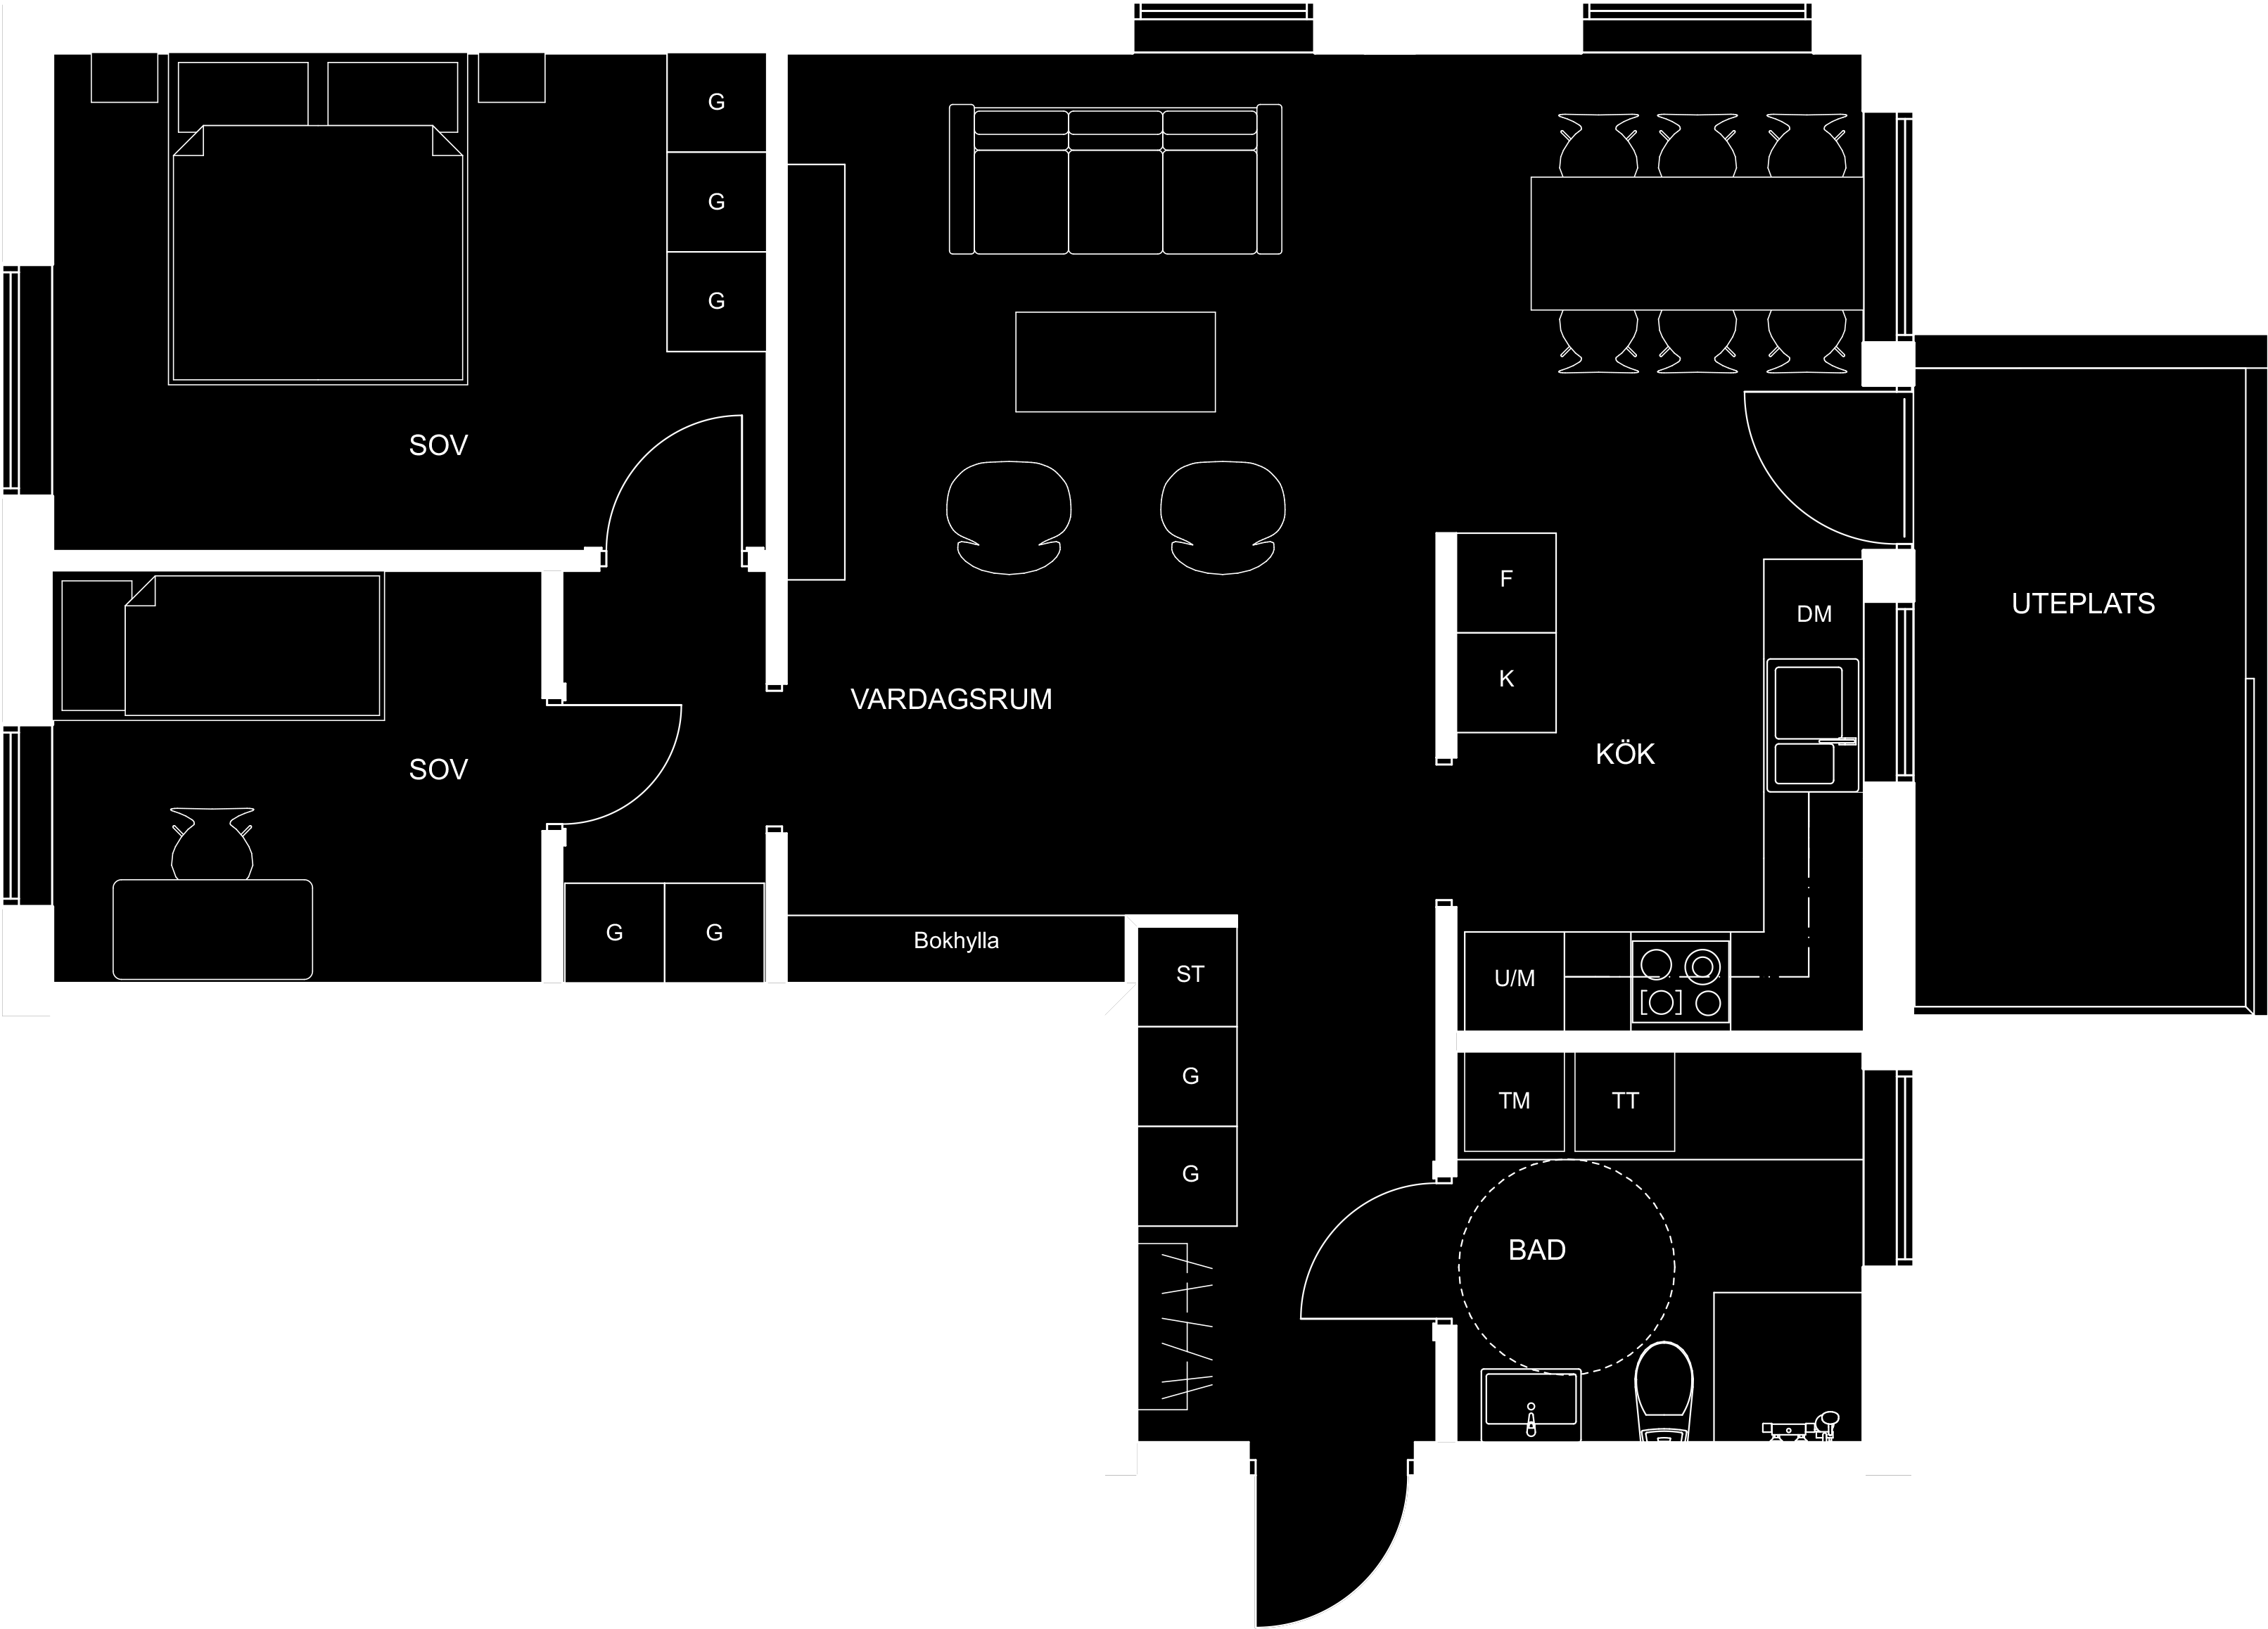 G
G
G
SOV
F
DM
UTEPLATS
K
VARDAGSRUM
KÖK
SOV
G
G
Bokhylla
ST
U/M
G
TM
TT
G
BAD